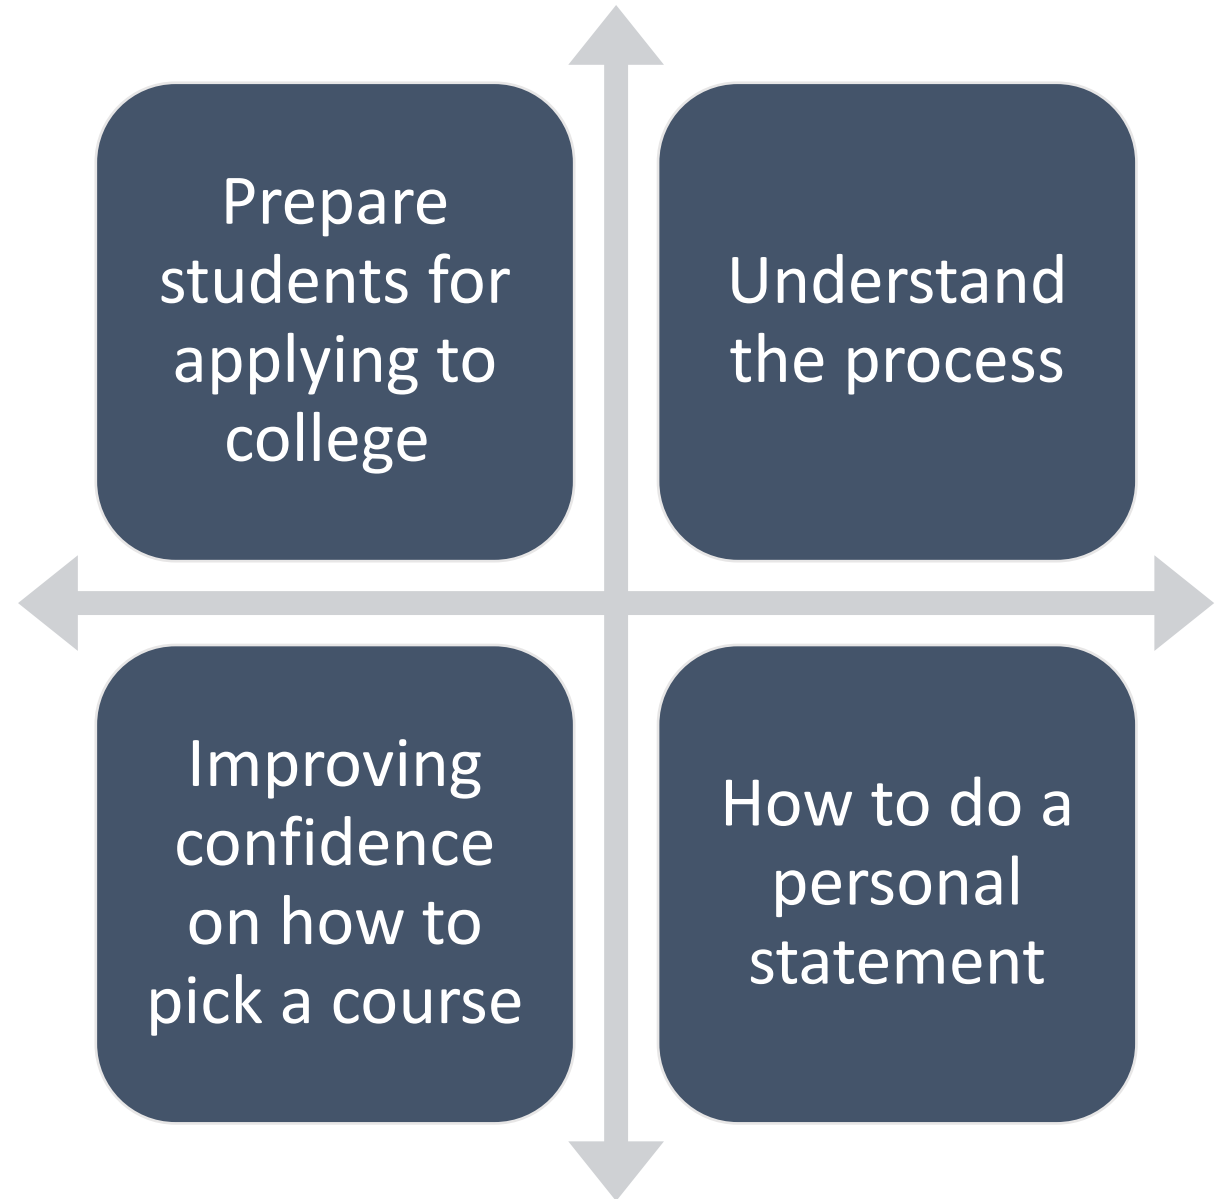 Prepare
students for
applying to
college
Understand
the process
Improving
confidence
on how to
pick a course
How to do a
personal
statement